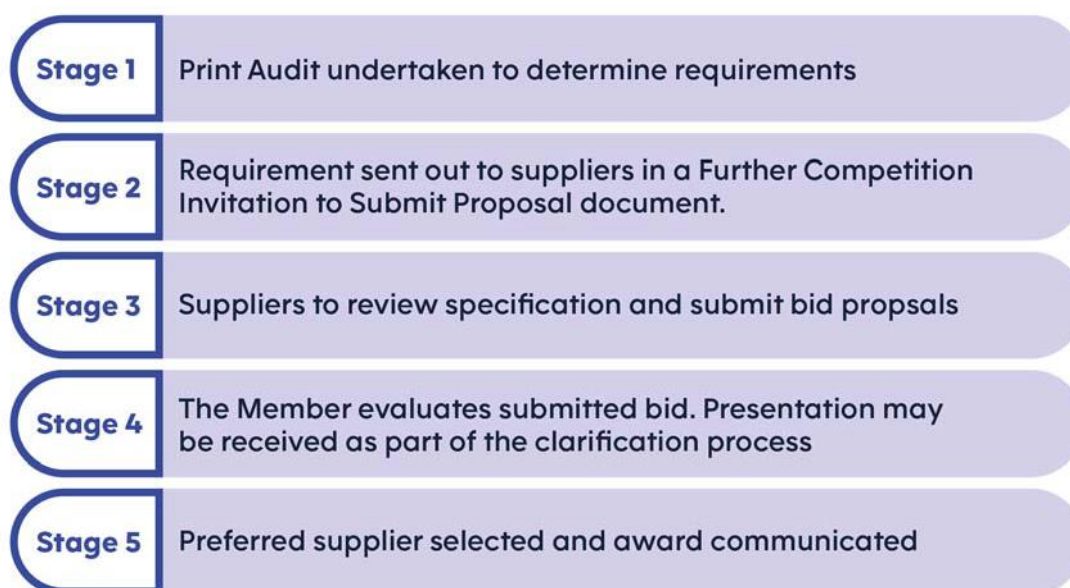 Stage 1
Print Audit undertaken to determine requirements
Stage 2
Requirement sent out to suppliers in a Further Competition
Invitation to Submit Proposal document.
Stage 3
Suppliers to review specification and submit bid propsals
Stage 4
The Member evaluates submitted bid. Presentation may
be received as part of the clarification process
Stage 5
Preferred supplier selected and award communicated